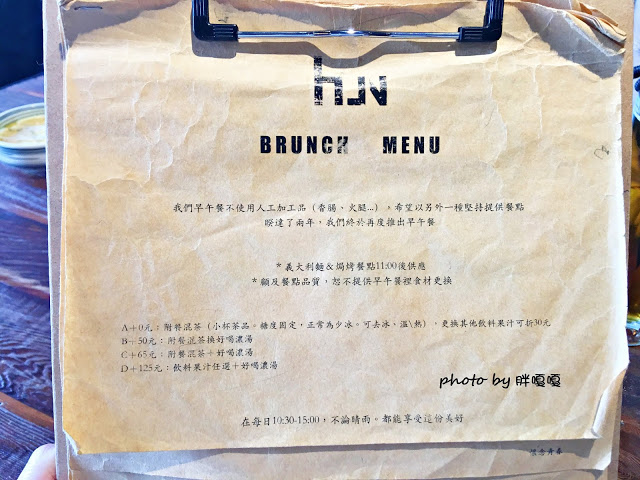 BRUNCH MENU
我們早午餐不使用人工加工品（香腸、火腿...），希望以另外一種堅持提供餐點
睽違了兩年，我們終於再度推出早午餐
*義大利麵＆焗烤餐點11:00後供應
*顧及餐點品質，恕不提供早午餐裡食材更換
A＋0元：附餐混茶（小杯茶品。糖度固定，正常為少冰。可去冰，溫\熱），更換其他飲料果汁可折30元
B＋50元：附餐混茶換好喝濃湯
C＋65元：附餐混茶＋好喝濃湯
D＋125元：飲料果汁任選＋好喝濃湯
photo by 胖嘎嘎
在每日10:30-15:00，不論晴雨。都能享受這份美好